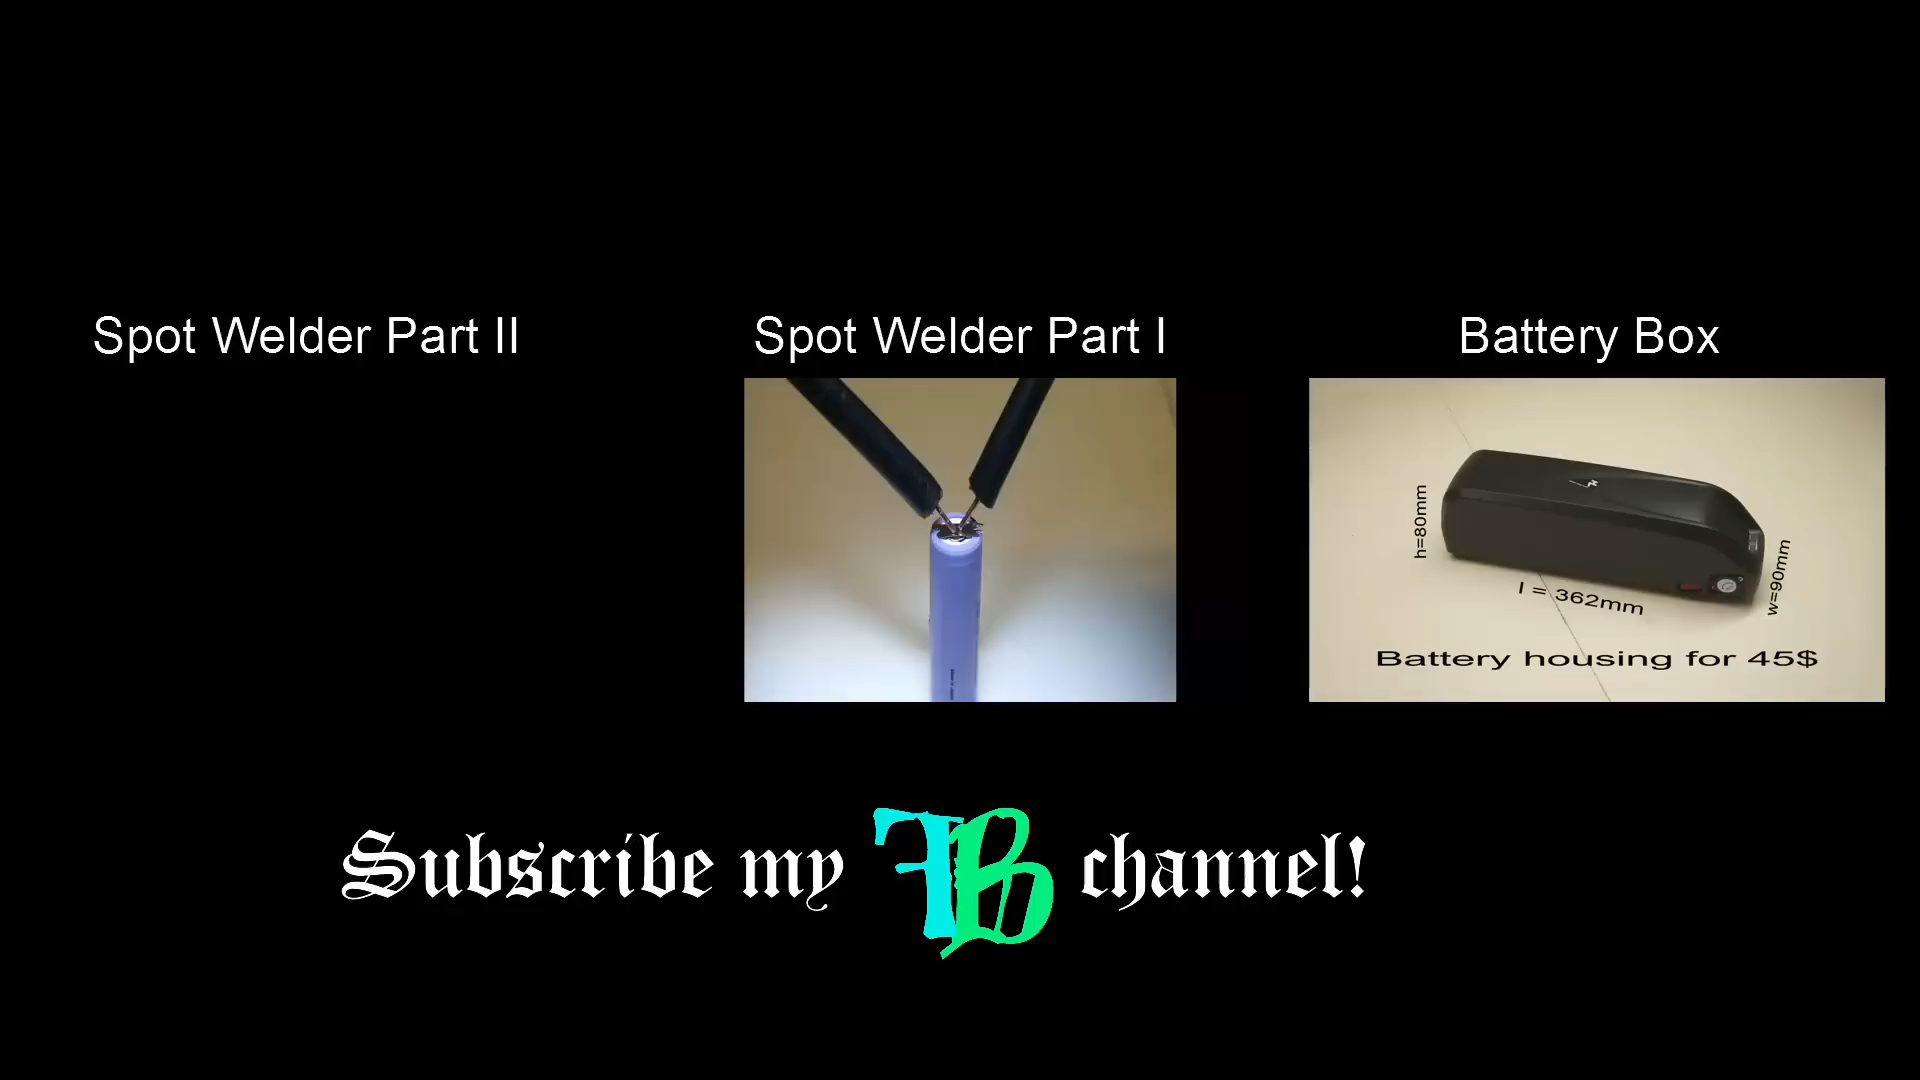 Spot Welder Part II
Spot Welder Part I
Battery Box
h=80mm
l = 362mm
w=90mm
Battery housing for 45$
Subscribe my FB channel!